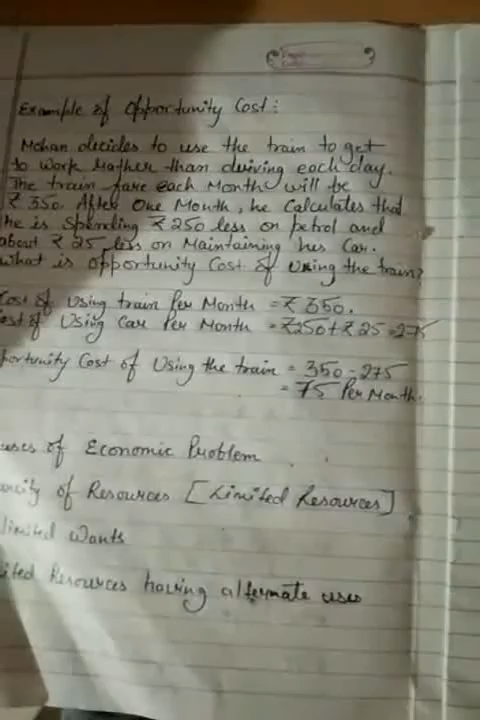 Example of Opportunity Cost:
Mohan decides to use the train to get
to work rather than driving each day.
The train fare each Month will be
₹ 350. After One Month, he Calculates that
he is Spending ₹ 250 less on petrol and
about ₹ 25 less on Maintaining his Car.
What is opportunity Cost of Using the train?
Cost of Using train Per Month = ₹ 350.
Cost of Using Car Per Month = ₹250 + ₹ 25 = 275
portunity Cost of Using the train = 350 - 275
= 75 Per Month.
uses of Economic Problem
arcity of Resources [Limited Resources]
limited Wants
ited Resources having alternate uses